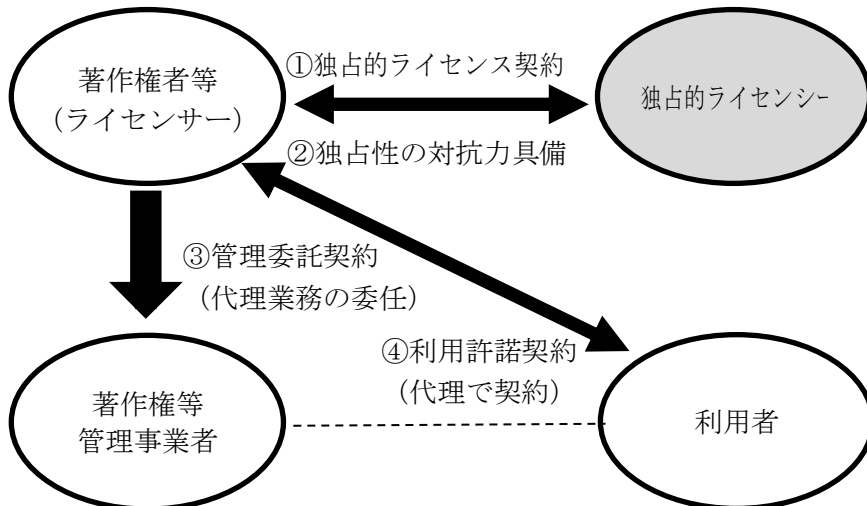 著作権者等
(ライセンサー)
①独占的ライセンス契約
②独占性の対抗力具備
独占的ライセンシー
③管理委託契約
(代理業務の委任)
④利用許諾契約
(代理で契約)
著作権等
管理事業者
利用者